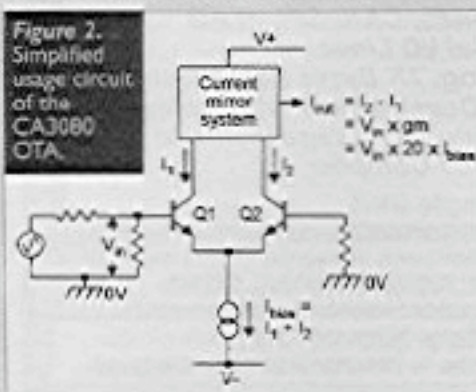 Figure 2.
Simplified
usage circuit
of the
CA3080
OTA.
V+
Current
mirror
system
Iout = I2 - I1
= Vin x gm
= Vin x 20 x Ibias
I1
I2
Q1
Q2
Vin
0V
0V
Ibias =
I1 + I2
V-